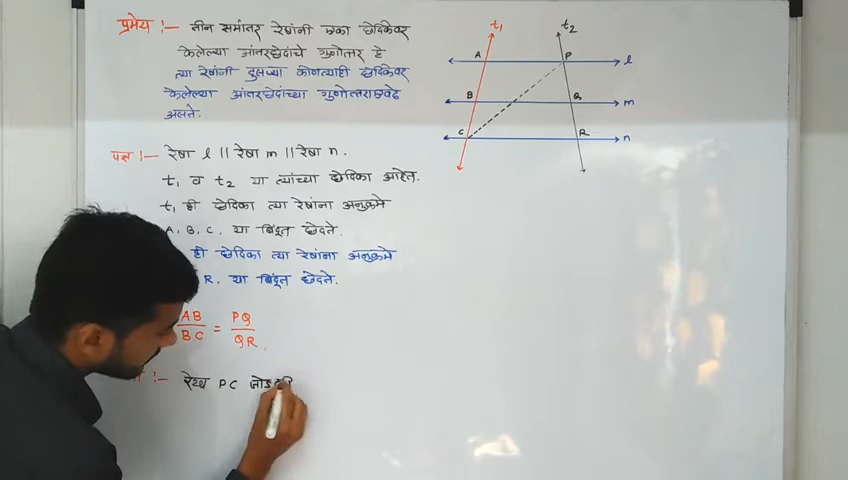 प्रमेय :- तीन समांतर रेषांनी एका छेदिकेवर
केलेल्या आंतरछेदांचे गुणोत्तर हे
त्या रेषांनी दुसऱ्या कोणत्याही छेदिकेवर
केलेल्या आंतरछेदांच्या गुणोत्तराएवढे
असते.
पक्ष :- रेषा l || रेषा m || रेषा n.
t₁ व t₂ या त्यांच्या छेदिका आहेत.
t₁ ही छेदिका त्या रेषांना अनुक्रमे
A, B, C, या बिंदूत छेदते.
ही छेदिका त्या रेषांना अनुक्रमे
R, या बिंदूत छेदते.
AB/BC = PQ/QR.
:- रेख PC
t₁ t₂
A P l
B Q m
C R n